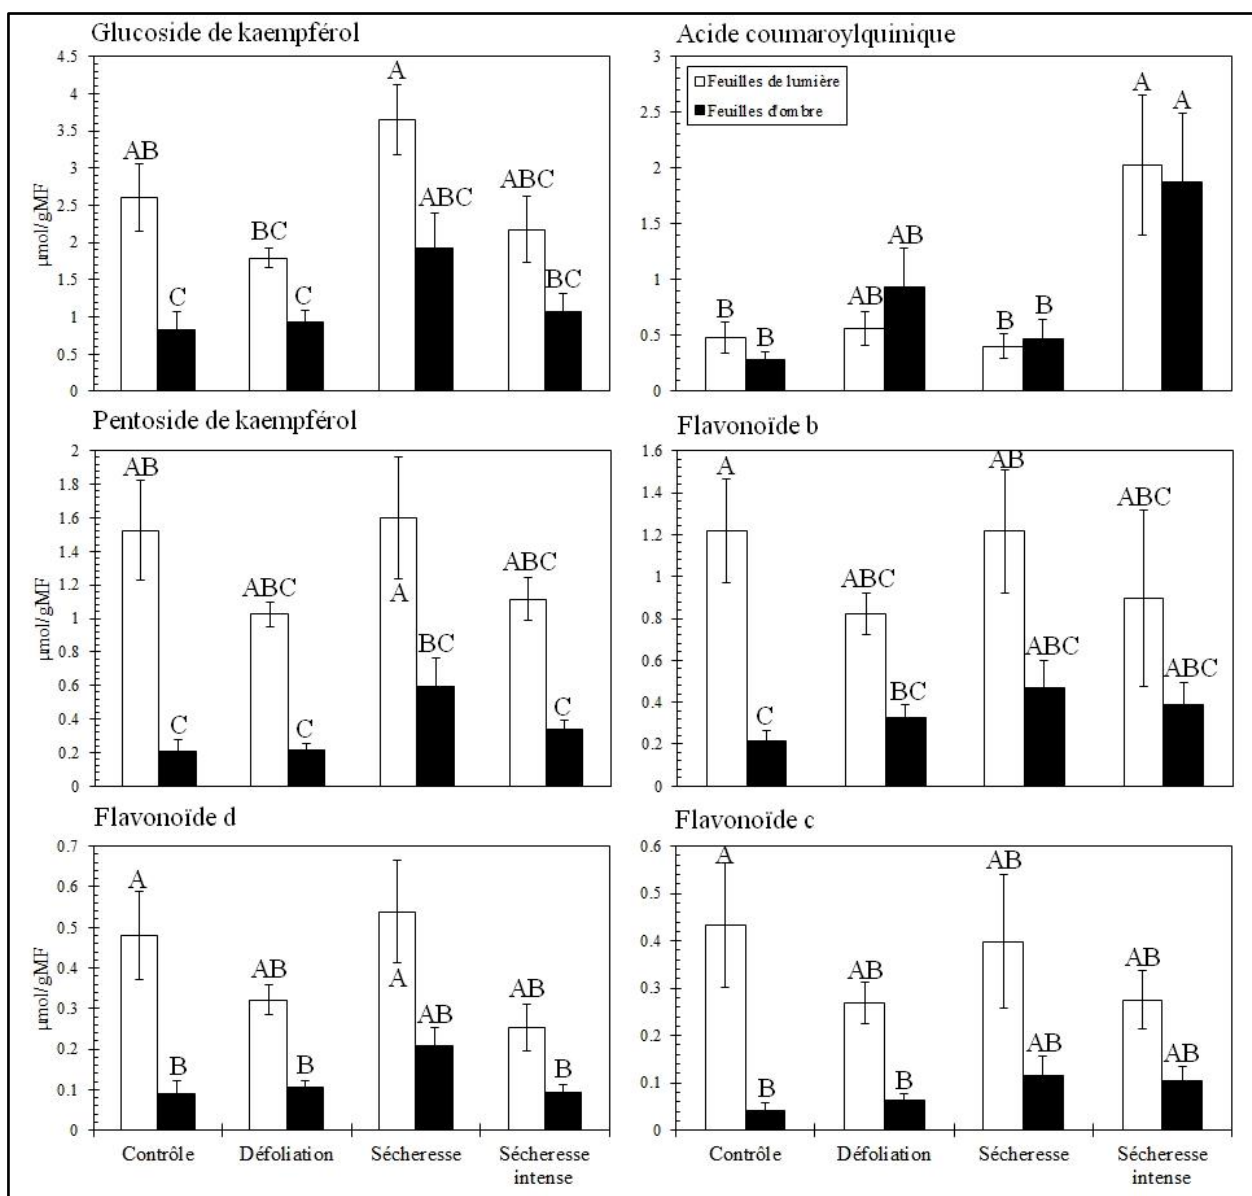 Glucoside de kaempférol
4.5
4
3.5
3
2.5
2
1.5
1
0.5
0
µmol/gMF
AB
C
BC
C
A
ABC
ABC
BC
Acide coumaroylquinique
3
2.5
2
1.5
1
0.5
0
Feuilles de lumière
Feuilles d'ombre
B
B
AB
AB
B
B
A
A
Pentoside de kaempférol
2
1.8
1.6
1.4
1.2
1
0.8
0.6
0.4
0.2
0
µmol/gMF
AB
C
ABC
C
A
BC
ABC
C
Flavonoïde b
1.6
1.4
1.2
1
0.8
0.6
0.4
0.2
0
A
C
ABC
BC
AB
ABC
ABC
ABC
Flavonoïde d
0.7
0.6
0.5
0.4
0.3
0.2
0.1
0
µmol/gMF
A
B
AB
B
A
AB
AB
B
Contrôle
Défoliation
Sécheresse
Sécheresse
intense
Flavonoïde c
0.6
0.5
0.4
0.3
0.2
0.1
0
A
B
AB
B
AB
AB
AB
AB
Contrôle
Défoliation
Sécheresse
Sécheresse
intense